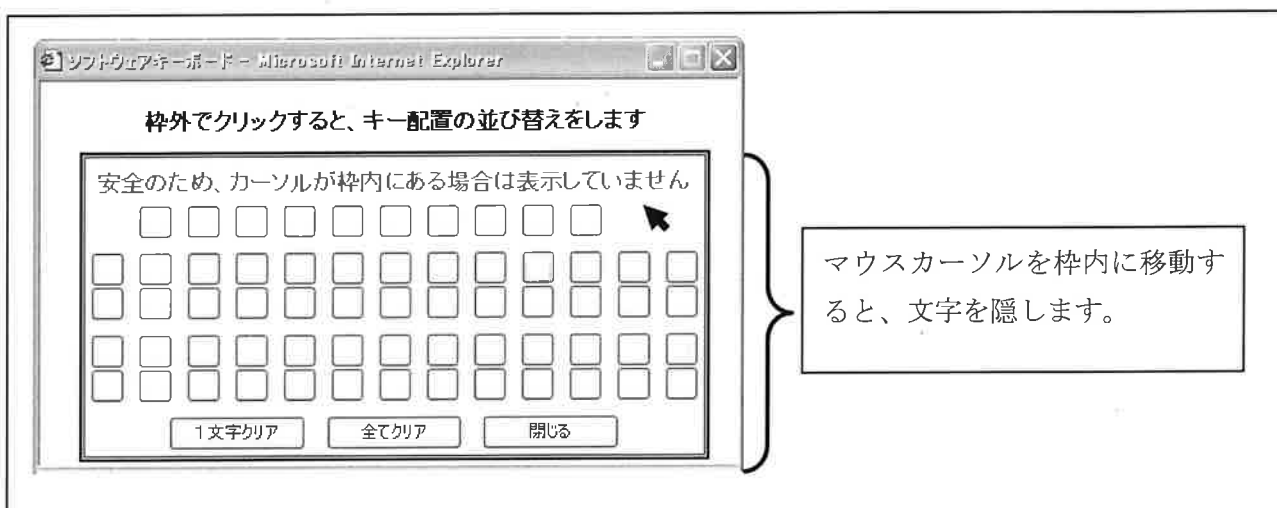 ソフトウェアキーボード - Microsoft Internet Explorer
枠外でクリックすると、キー配置の並び替えをします
安全のため、カーソルが枠内にある場合は表示していません
1文字クリア 全てクリア 閉じる
マウスカーソルを枠内に移動す
ると、文字を隠します。